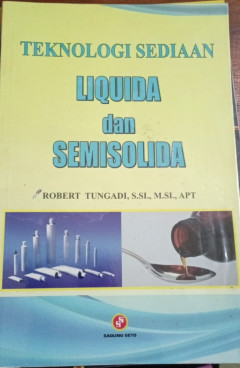 TEKNOLOGI SEDIAAN
LIQUIDA
dan
SEMISOLIDA
ROBERT TUNGADI, S.SI., M.SI., APT
SAGUNG SETO